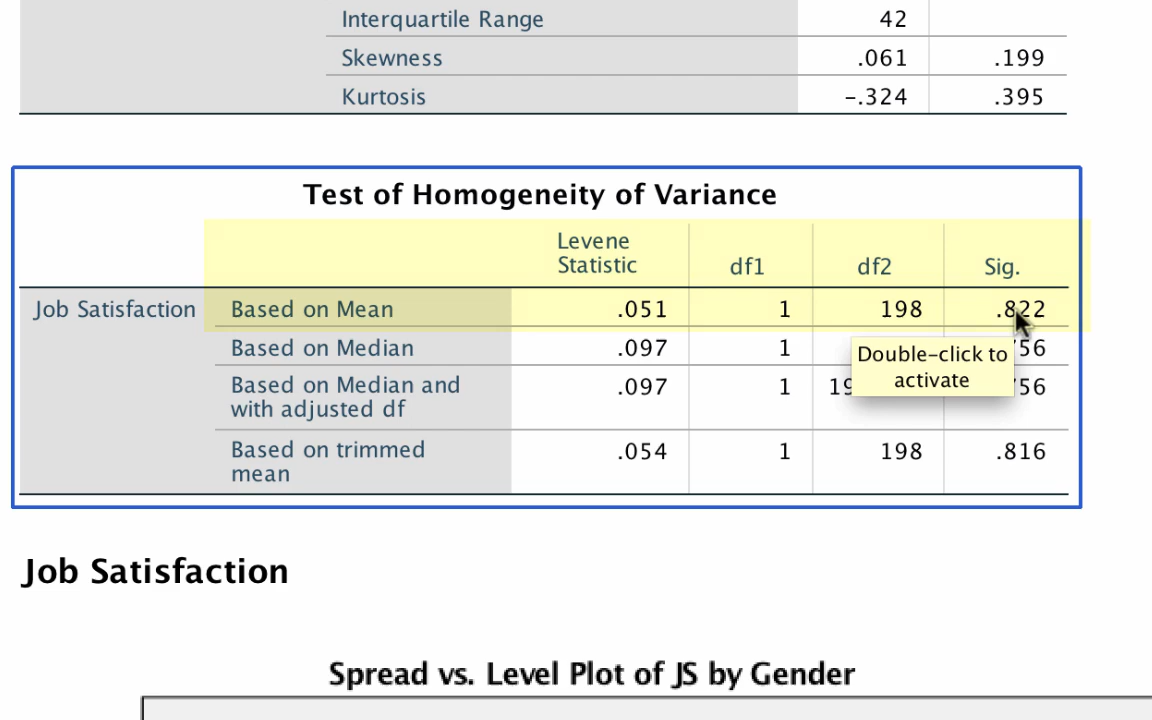 Interquartile Range 42
Skewness .061 .199
Kurtosis -.324 .395
Test of Homogeneity of Variance
Levene
Statistic df1 df2 Sig.
Job Satisfaction Based on Mean .051 1 198 .822
Based on Median .097 1
Double-click to
activate
Based on Median and
with adjusted df .097 1
Based on trimmed
mean .054 1 198 .816
Job Satisfaction
Spread vs. Level Plot of JS by Gender